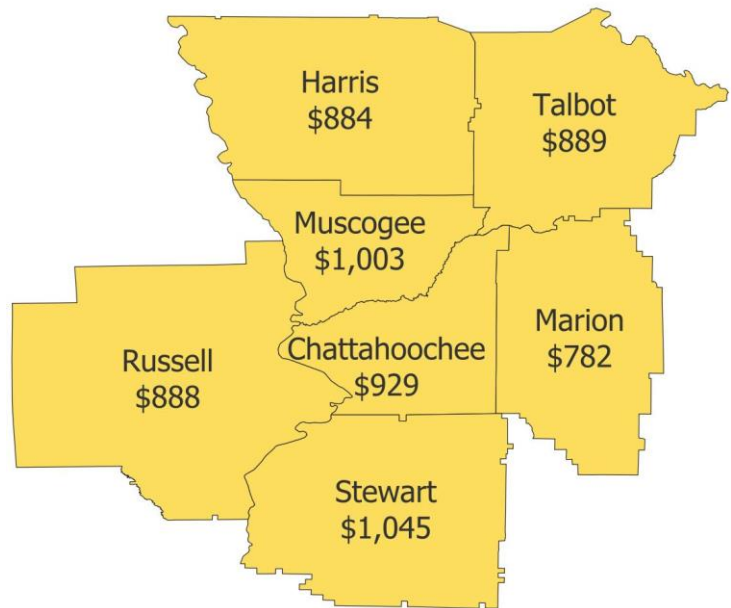 Harris
$884
Talbot
$889
Muscogee
$1,003
Russell
$888
Chattahoochee
$929
Marion
$782
Stewart
$1,045